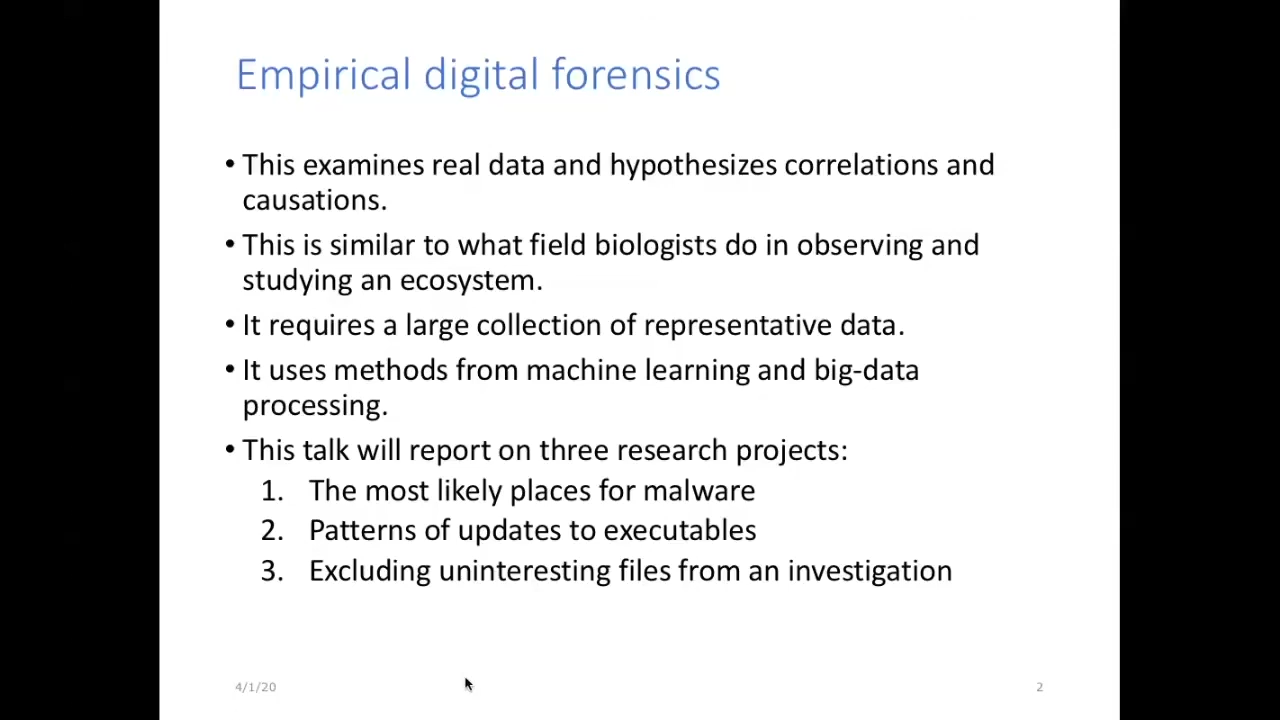 Empirical digital forensics
• This examines real data and hypothesizes correlations and
causations.
• This is similar to what field biologists do in observing and
studying an ecosystem.
• It requires a large collection of representative data.
• It uses methods from machine learning and big-data
processing.
• This talk will report on three research projects:
1. The most likely places for malware
2. Patterns of updates to executables
3. Excluding uninteresting files from an investigation
4/1/20
2